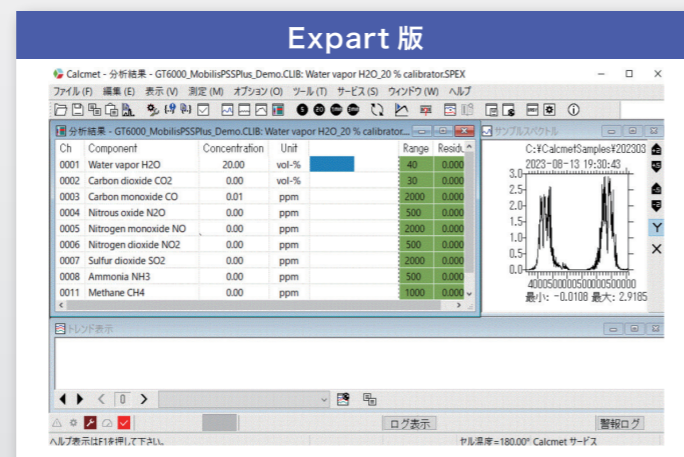 Expart 版
Calcmet - 分析結果 - GT6000_MobilisPSSPlus_Demo.CLIB: Water vapor H2O_20 % calibrator.SPEX
ファイル(F) 編集(E) 表示(V) 測定(M) オプション(O) ツール(T) サービス(S) ウィンドウ(W) ヘルプ
分析結果 - GT6000_MobilisPSSPlus_Demo.CLIB: Water vapor H2O_20 % calibrator...
Ch Component Concentration Unit Range Residu
0001 Water vapor H2O 20.00 vol-% 40 0.000
0002 Carbon dioxide CO2 0.00 vol-% 30 0.000
0003 Carbon monoxide CO 0.01 ppm 2000 0.000
0004 Nitrous oxide N2O 0.00 ppm 500 0.000
0005 Nitrogen monoxide NO 0.00 ppm 2000 0.000
0006 Nitrogen dioxide NO2 0.00 ppm 500 0.000
0007 Sulfur dioxide SO2 0.00 ppm 2000 0.000
0008 Ammonia NH3 0.00 ppm 500 0.000
0011 Methane CH4 0.00 ppm 1000 0.000
サンプルスペクトル
C:¥CalcmetSamples¥202303
2023-08-13 19:30:43
3.0
2.5
2.0
1.5
1.0
0.5
0.0
400050000050000500000
最小: -0.0108 最大: 2.9185
トレンド表示
0
ログ表示 警報ログ
ヘルプ表示はF1を押して下さい。 セル温度=180.00° Calcmet サービス